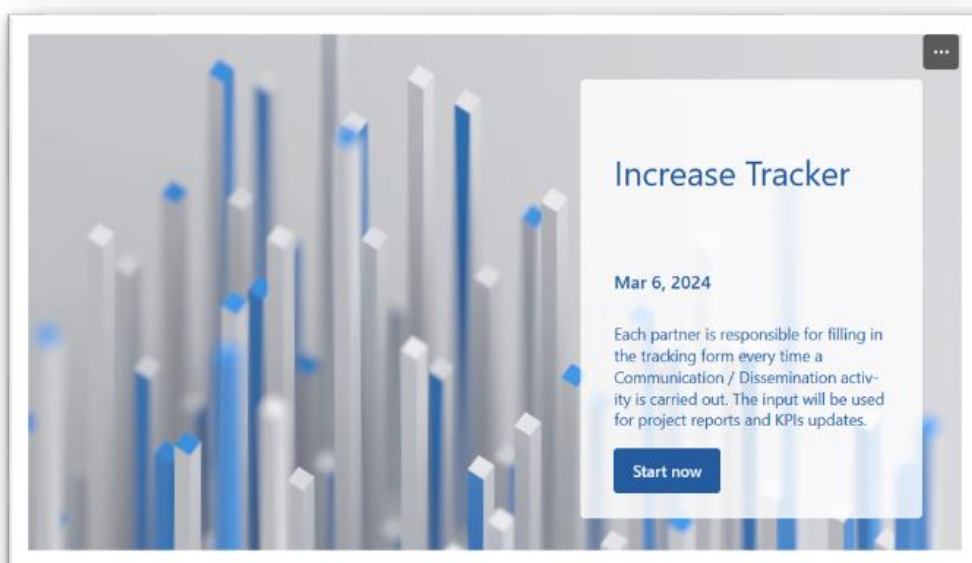 Increase Tracker
Mar 6, 2024
Each partner is responsible for filling in
the tracking form every time a
Communication / Dissemination activ-
ity is carried out. The input will be used
for project reports and KPIs updates.
Start now